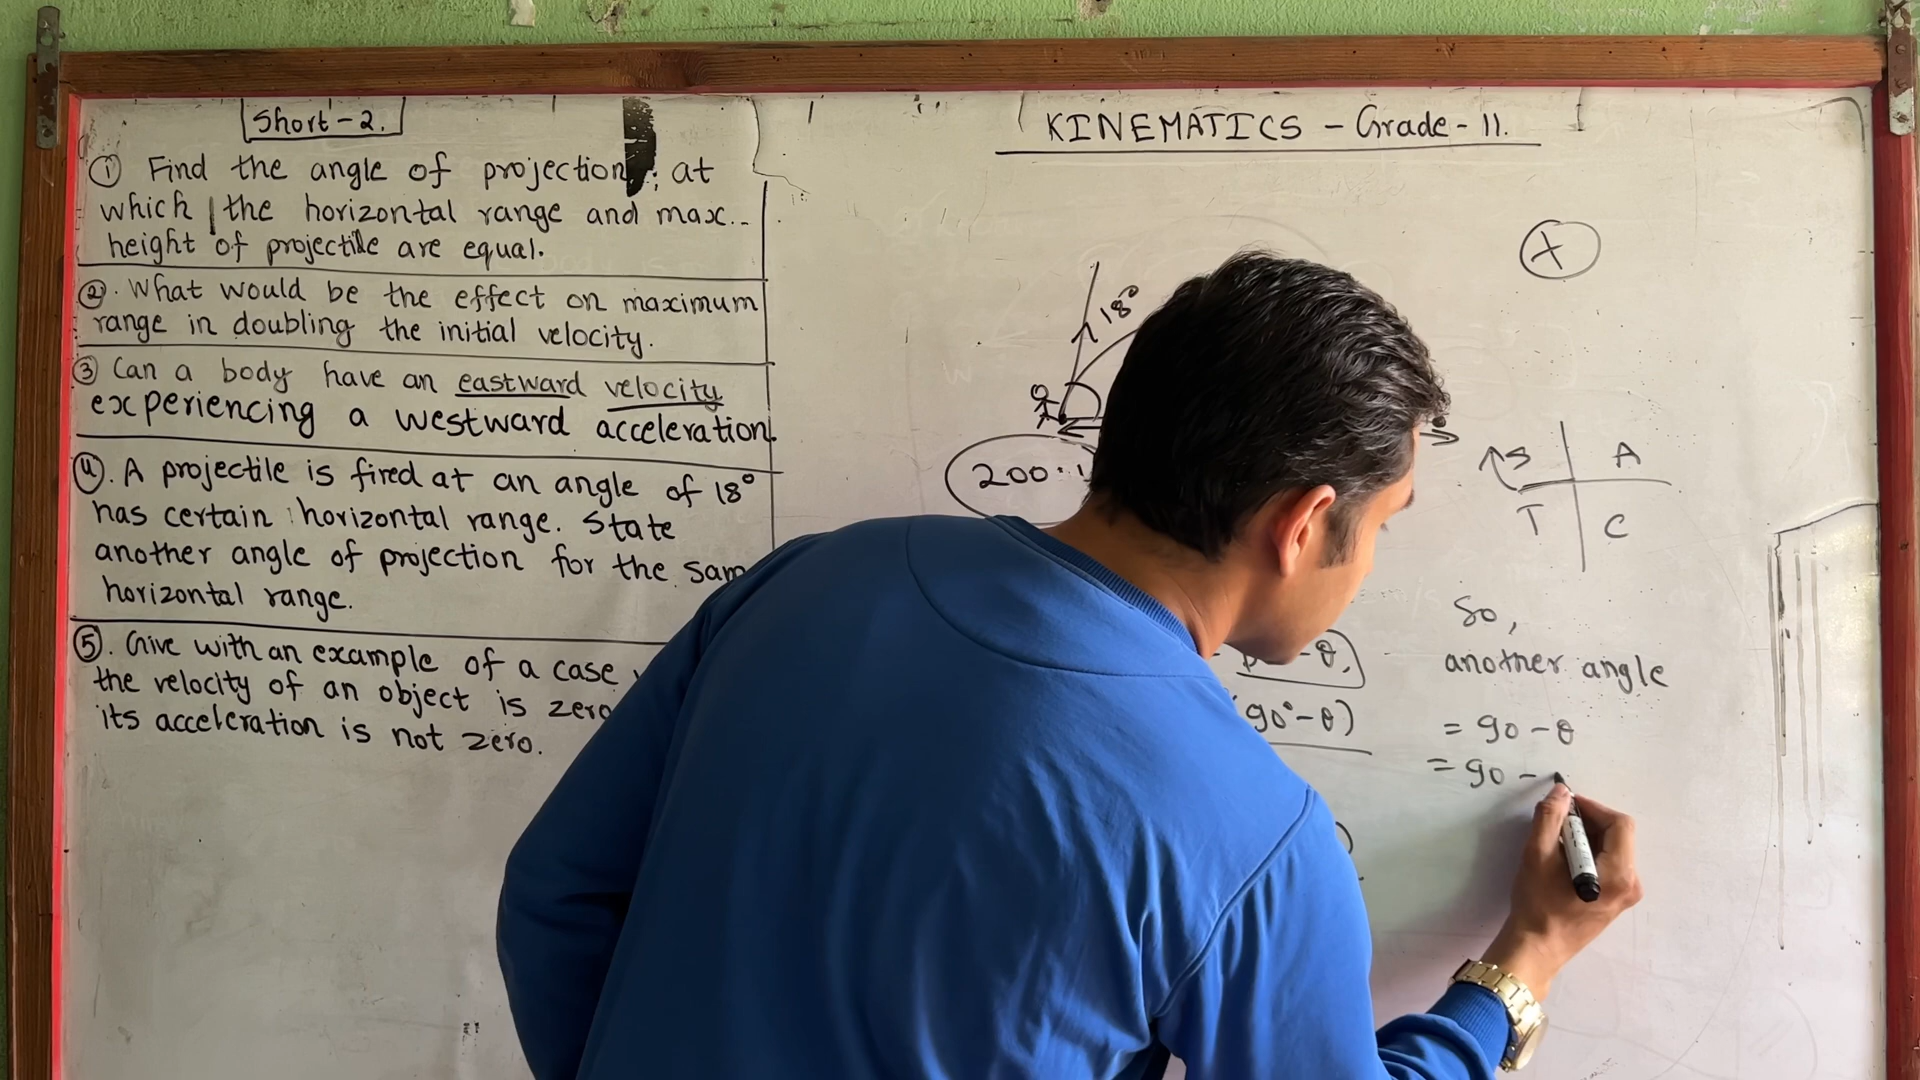 Short-2.
① Find the angle of projection, at
which the horizontal range and max.
height of projectile are equal.
②. What would be the effect on maximum
range in doubling the initial velocity.
③ Can a body have an eastward velocity
experiencing a westward acceleration.
④. A projectile is fired at an angle of 18°
has certain horizontal range. State
another angle of projection for the sam
horizontal range.
⑤. Give with an example of a case
the velocity of an object is zero
its acceleration is not zero.
KINEMATICS - Grade-11.
X
18°
200
S A
T C
- θ,
90°-θ)
So,
another angle
= 90-θ
= 90-